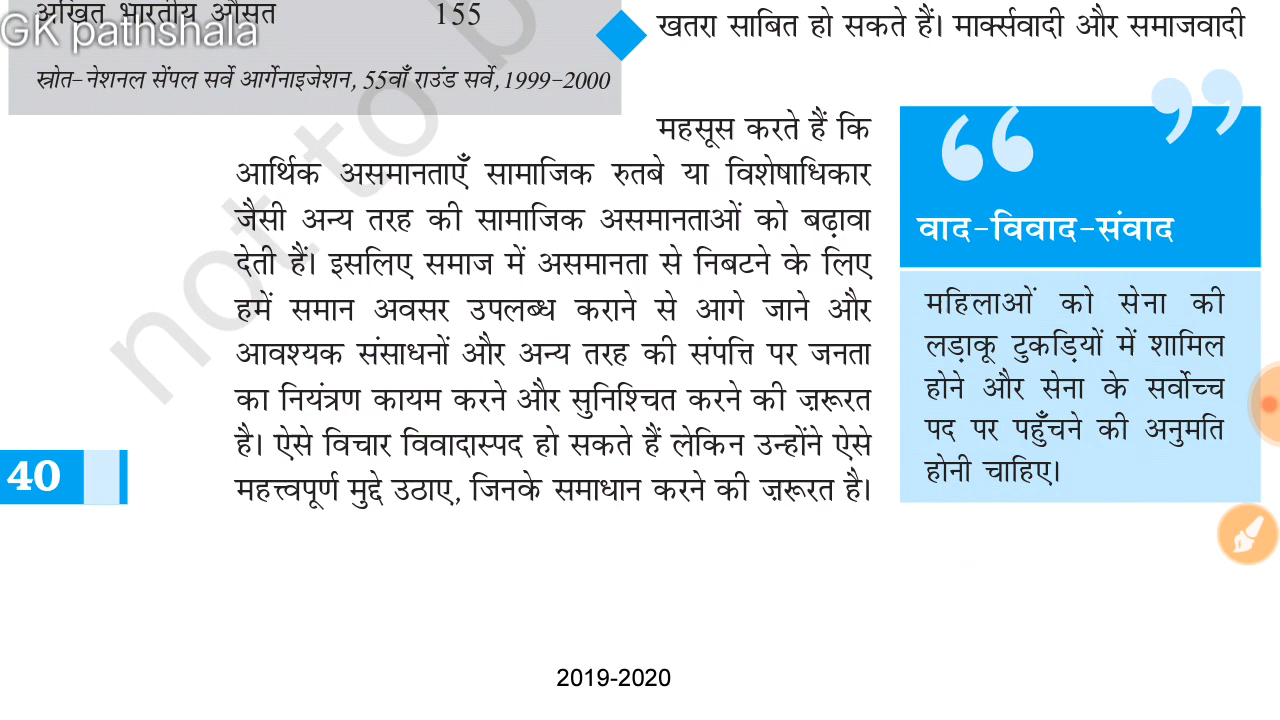 अखित भारतीय औसत 155
GK pathshala
स्त्रोत-नेशनल सेंपल सर्वे आर्गेनाइजेशन, 55वाँ राउंड सर्वे, 1999-2000
खतरा साबित हो सकते हैं। मार्क्सवादी और समाजवादी
महसूस करते हैं कि
आर्थिक असमानताएँ सामाजिक रुतबे या विशेषाधिकार
जैसी अन्य तरह की सामाजिक असमानताओं को बढ़ावा
देती हैं। इसलिए समाज में असमानता से निबटने के लिए
हमें समान अवसर उपलब्ध कराने से आगे जाने और
आवश्यक संसाधनों और अन्य तरह की संपत्ति पर जनता
का नियंत्रण कायम करने और सुनिश्चित करने की ज़रूरत
है। ऐसे विचार विवादास्पद हो सकते हैं लेकिन उन्होंने ऐसे
महत्त्वपूर्ण मुद्दे उठाए, जिनके समाधान करने की ज़रूरत है।
“ ”
वाद-विवाद-संवाद
महिलाओं को सेना की
लड़ाकू टुकड़ियों में शामिल
होने और सेना के सर्वोच्च
पद पर पहुँचने की अनुमति
होनी चाहिए।
40
not to b
2019-2020